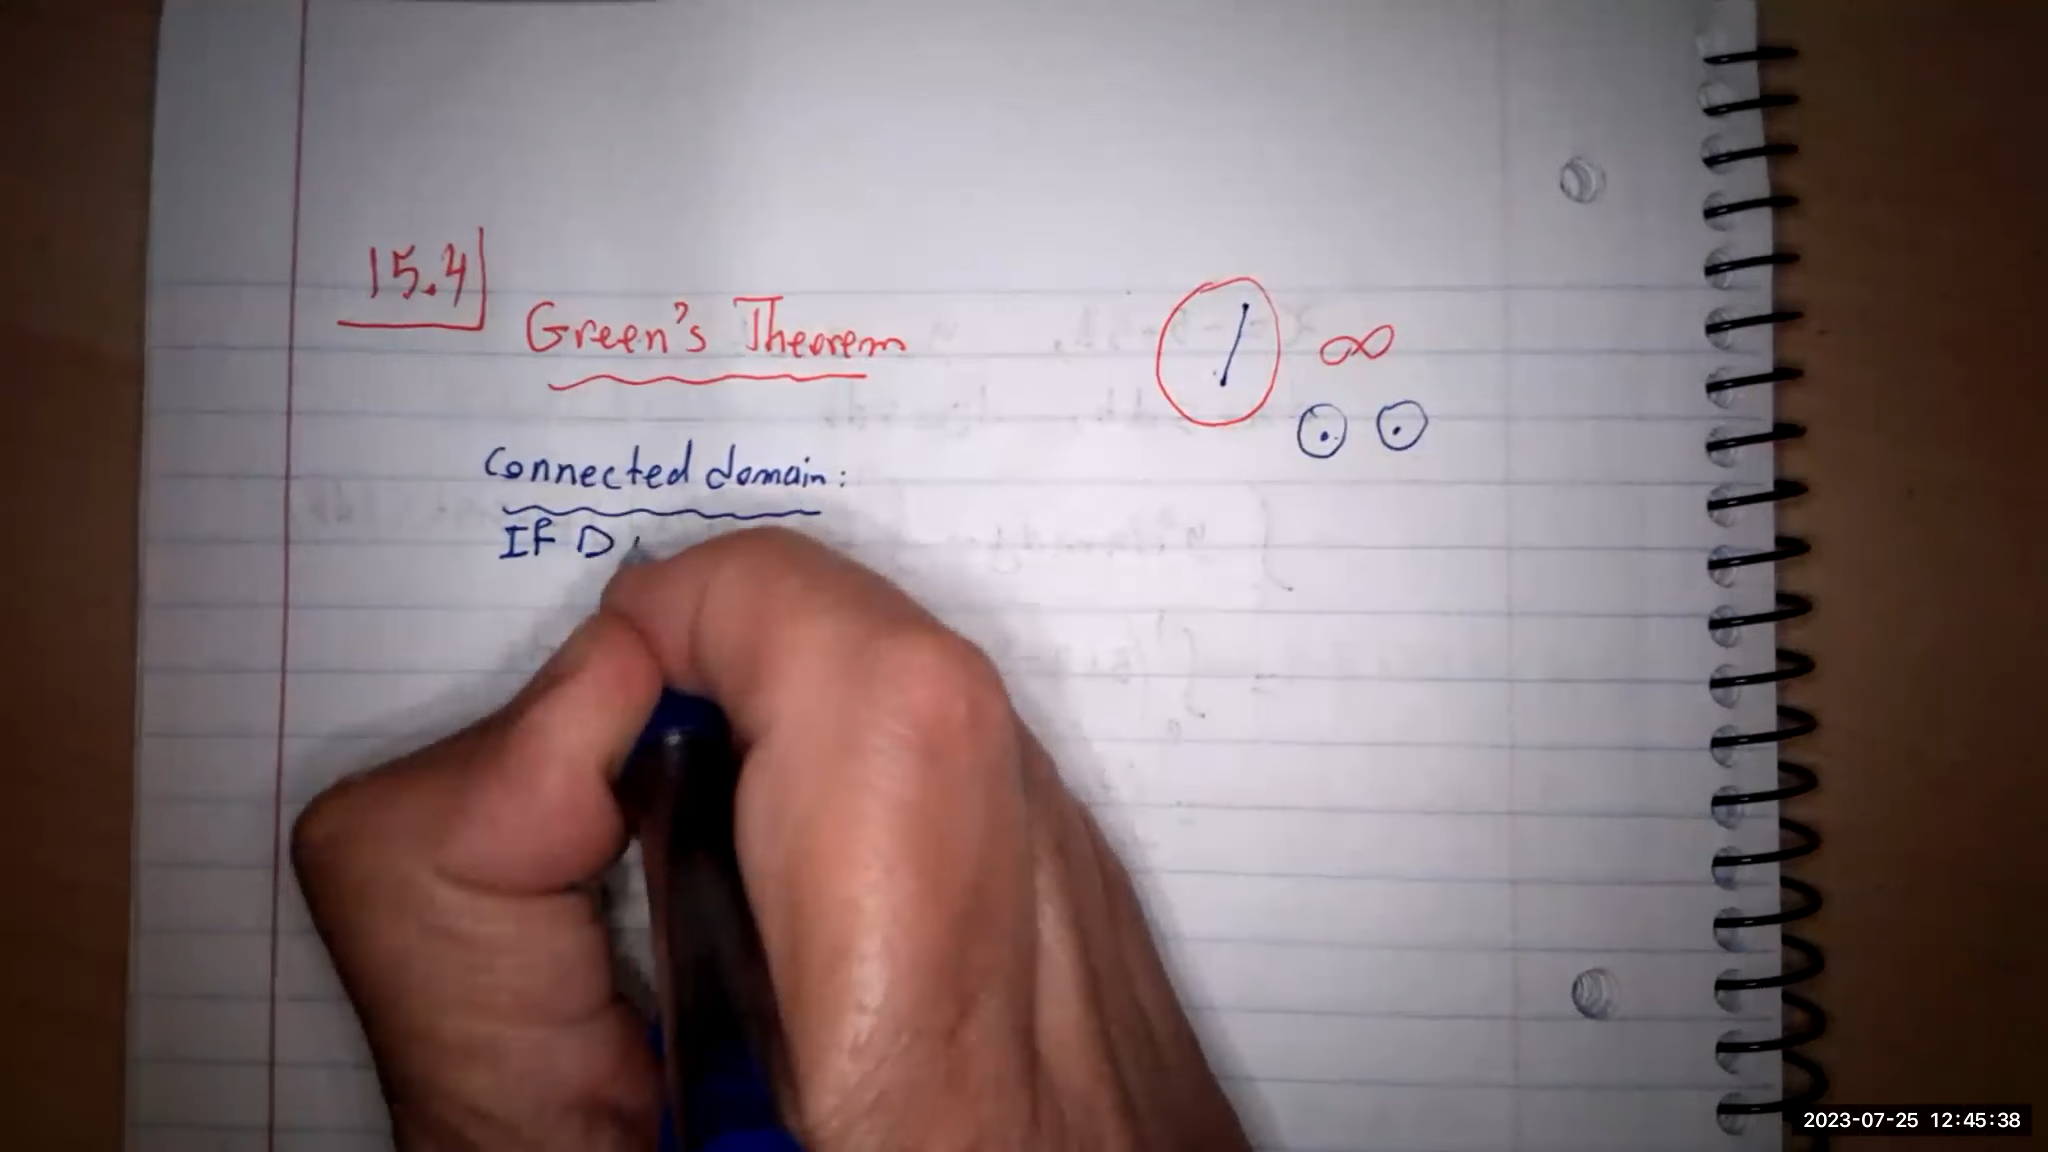 15.4
Green's Theorem
∞
Connected domain:
If D
2023-07-25 12:45:38